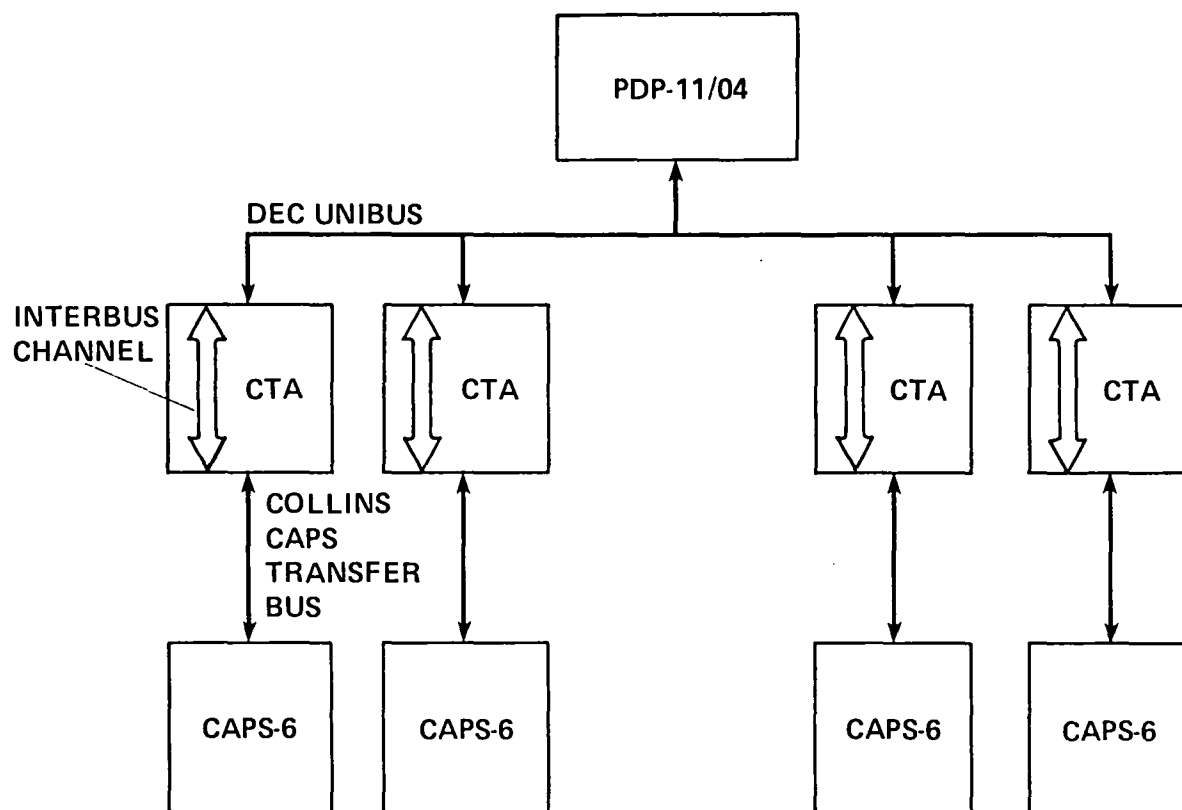 PDP-11/04
DEC UNIBUS
INTERBUS
CHANNEL
CTA
CTA
CTA
CTA
COLLINS
CAPS
TRANSFER
BUS
CAPS-6
CAPS-6
CAPS-6
CAPS-6